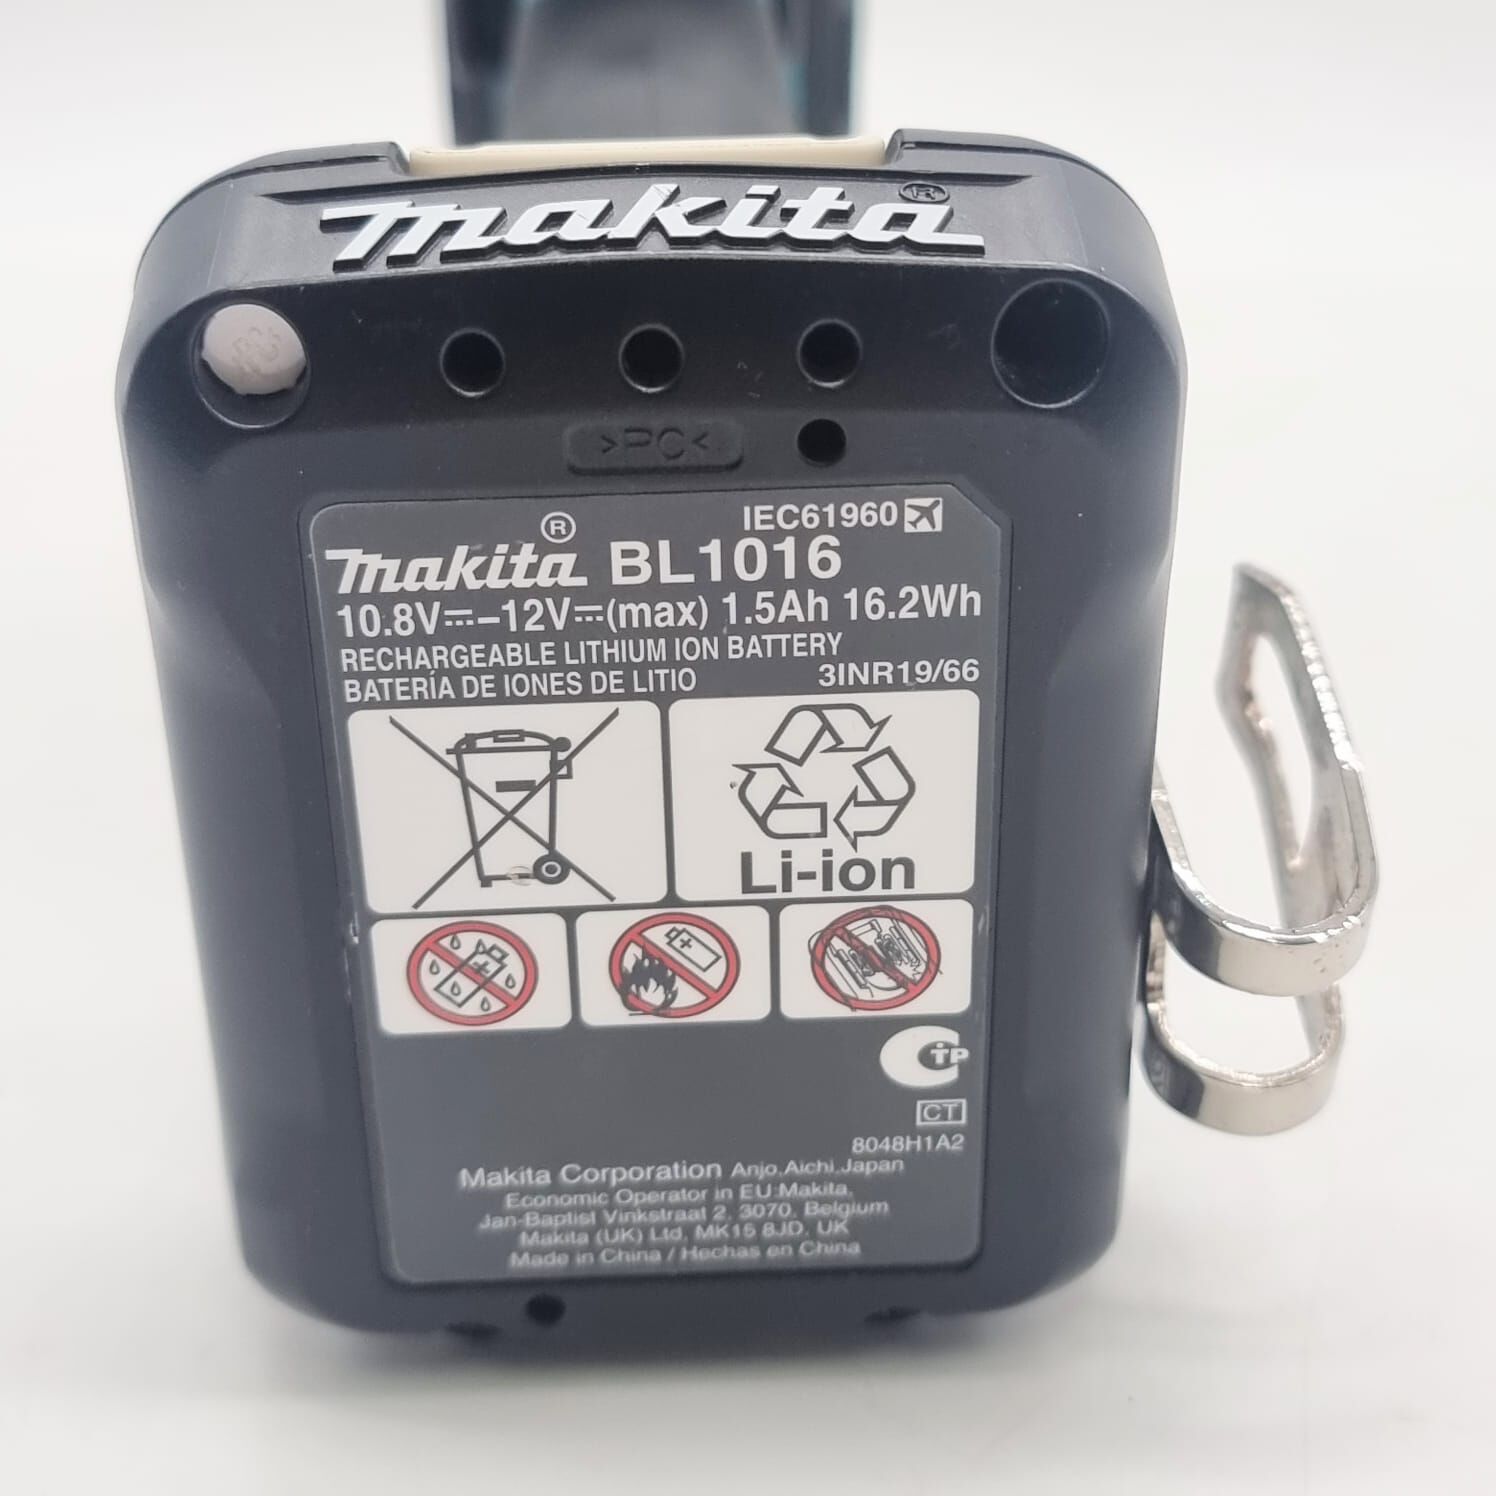 makita®
>PC<
IEC61960
makita® BL1016
10.8V⎓–12V⎓(max) 1.5Ah 16.2Wh
RECHARGEABLE LITHIUM ION BATTERY
BATERÍA DE IONES DE LITIO 3INR19/66
Li-ion
CTP
CT
8048H1A2
Makita Corporation Anjo,Aichi,Japan
Economic Operator in EU:Makita,
Jan-Baptist Vinkstraat 2, 3070, Belgium
Makita (UK) Ltd, MK15 8JD, UK
Made in China / Hechas en China